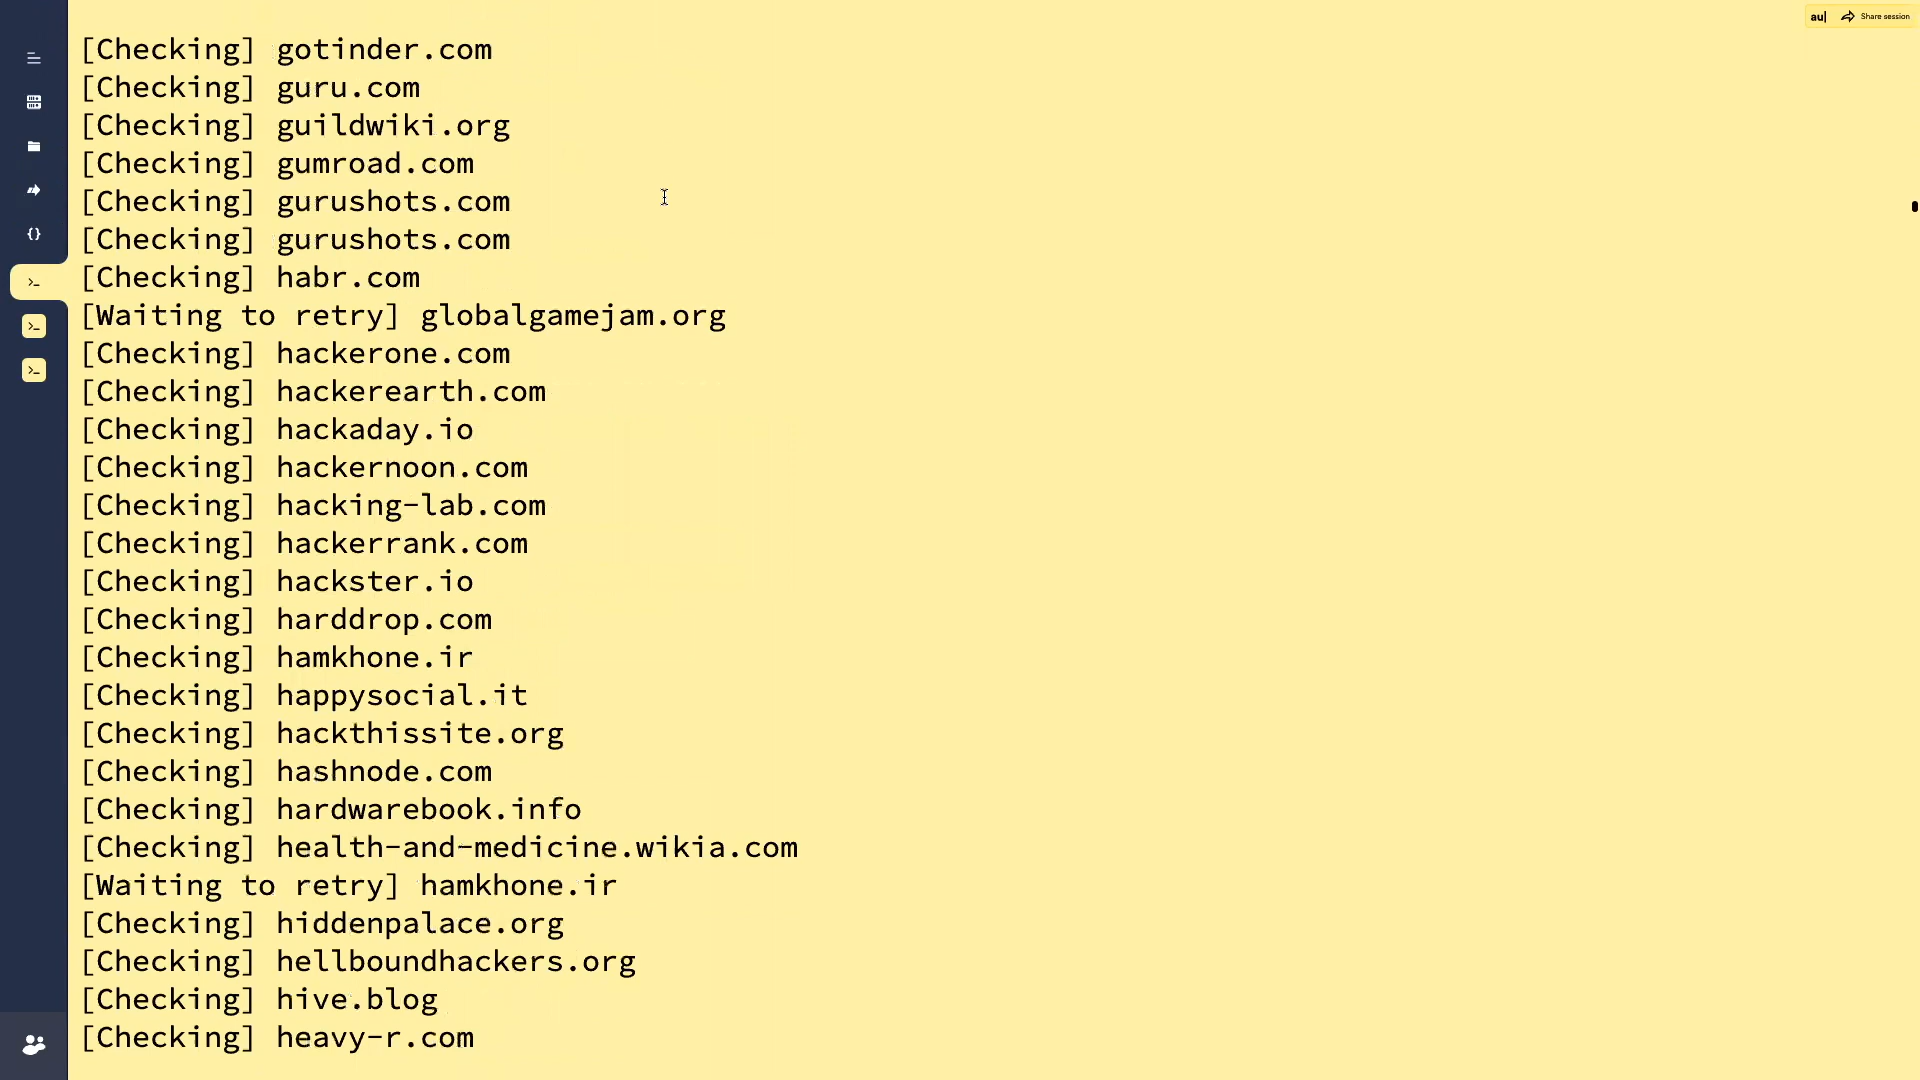 au|
Share session
[Checking] gotinder.com
[Checking] guru.com
[Checking] guildwiki.org
[Checking] gumroad.com
[Checking] gurushots.com
[Checking] gurushots.com
[Checking] habr.com
[Waiting to retry] globalgamejam.org
[Checking] hackerone.com
[Checking] hackerearth.com
[Checking] hackaday.io
[Checking] hackernoon.com
[Checking] hacking-lab.com
[Checking] hackerrank.com
[Checking] hackster.io
[Checking] harddrop.com
[Checking] hamkhone.ir
[Checking] happysocial.it
[Checking] hackthissite.org
[Checking] hashnode.com
[Checking] hardwarebook.info
[Checking] health-and-medicine.wikia.com
[Waiting to retry] hamkhone.ir
[Checking] hiddenpalace.org
[Checking] hellboundhackers.org
[Checking] hive.blog
[Checking] heavy-r.com